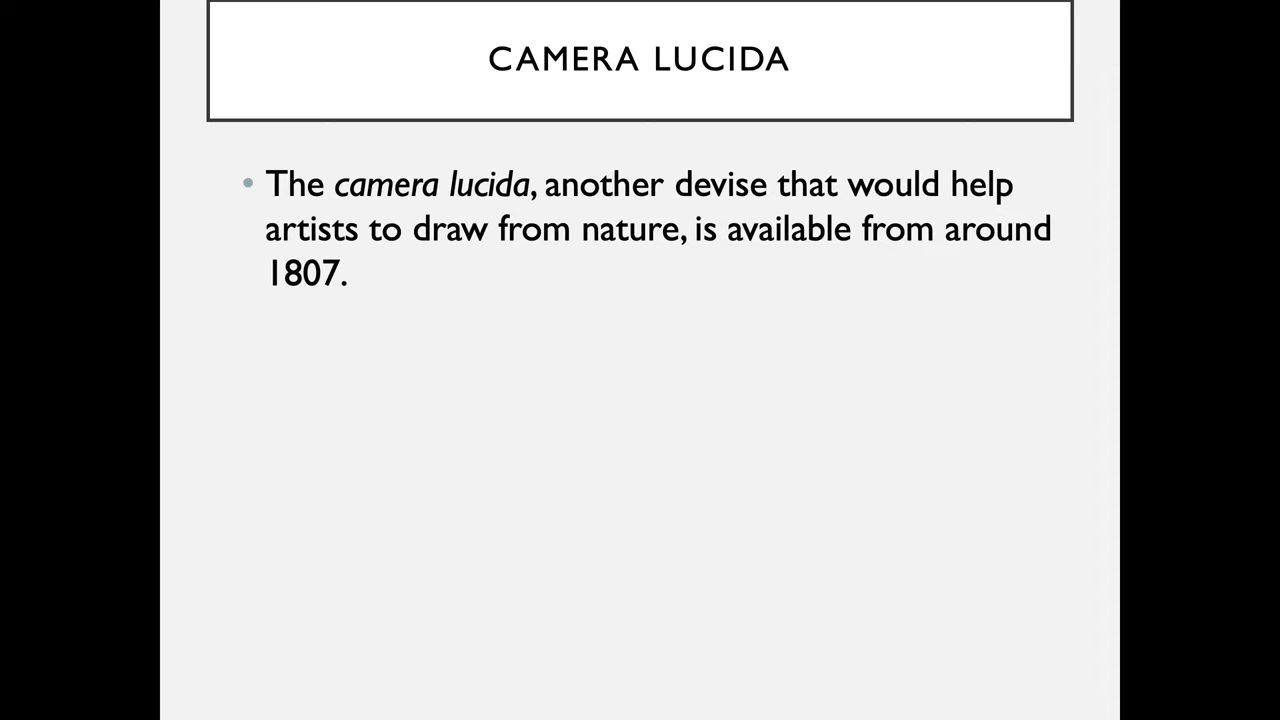 CAMERA LUCIDA
• The camera lucida, another devise that would help
artists to draw from nature, is available from around
1807.